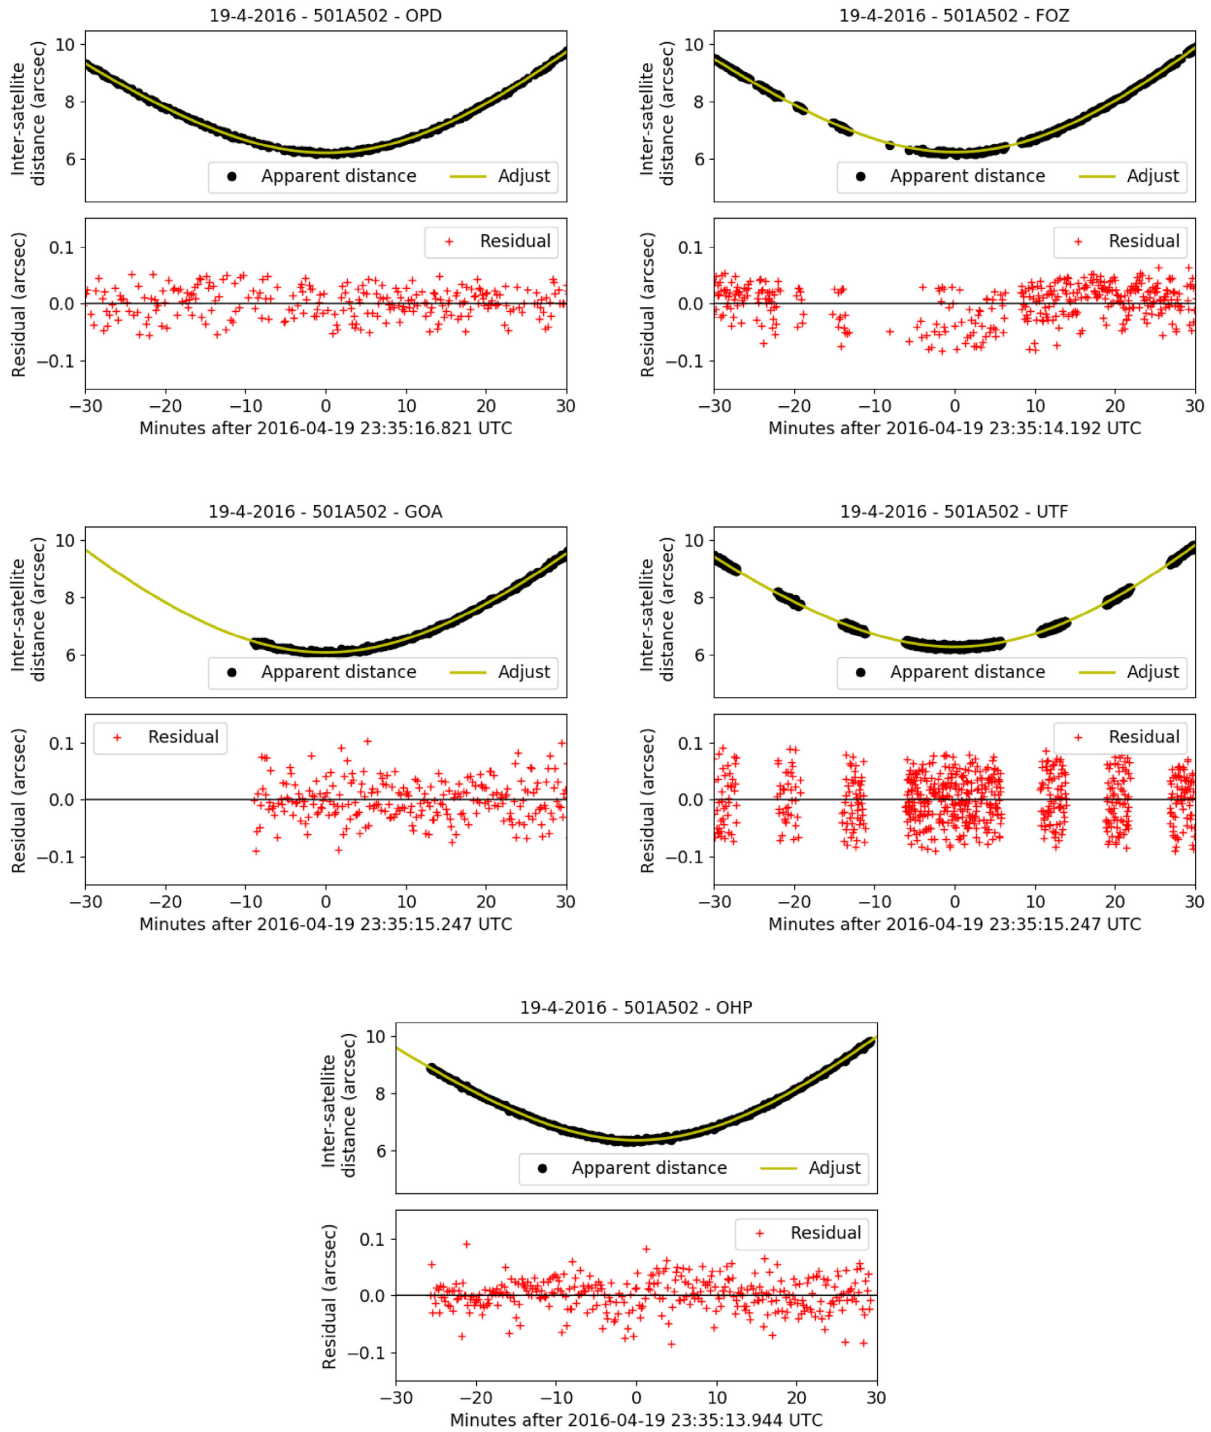 19-4-2016 - 501A502 - OPD
Inter-satellite
distance (arcsec)
10
8
6
Apparent distance
Adjust
Residual (arcsec)
0.1
0.0
−0.1
Residual
−30 −20 −10 0 10 20 30
Minutes after 2016-04-19 23:35:16.821 UTC
19-4-2016 - 501A502 - FOZ
Inter-satellite
distance (arcsec)
10
8
6
Apparent distance
Adjust
Residual (arcsec)
0.1
0.0
−0.1
Residual
−30 −20 −10 0 10 20 30
Minutes after 2016-04-19 23:35:14.192 UTC
19-4-2016 - 501A502 - GOA
Inter-satellite
distance (arcsec)
10
8
6
Apparent distance
Adjust
Residual (arcsec)
0.1
0.0
−0.1
Residual
−30 −20 −10 0 10 20 30
Minutes after 2016-04-19 23:35:15.247 UTC
19-4-2016 - 501A502 - UTF
Inter-satellite
distance (arcsec)
10
8
6
Apparent distance
Adjust
Residual (arcsec)
0.1
0.0
−0.1
Residual
−30 −20 −10 0 10 20 30
Minutes after 2016-04-19 23:35:15.247 UTC
19-4-2016 - 501A502 - OHP
Inter-satellite
distance (arcsec)
10
8
6
Apparent distance
Adjust
Residual (arcsec)
0.1
0.0
−0.1
Residual
−30 −20 −10 0 10 20 30
Minutes after 2016-04-19 23:35:13.944 UTC